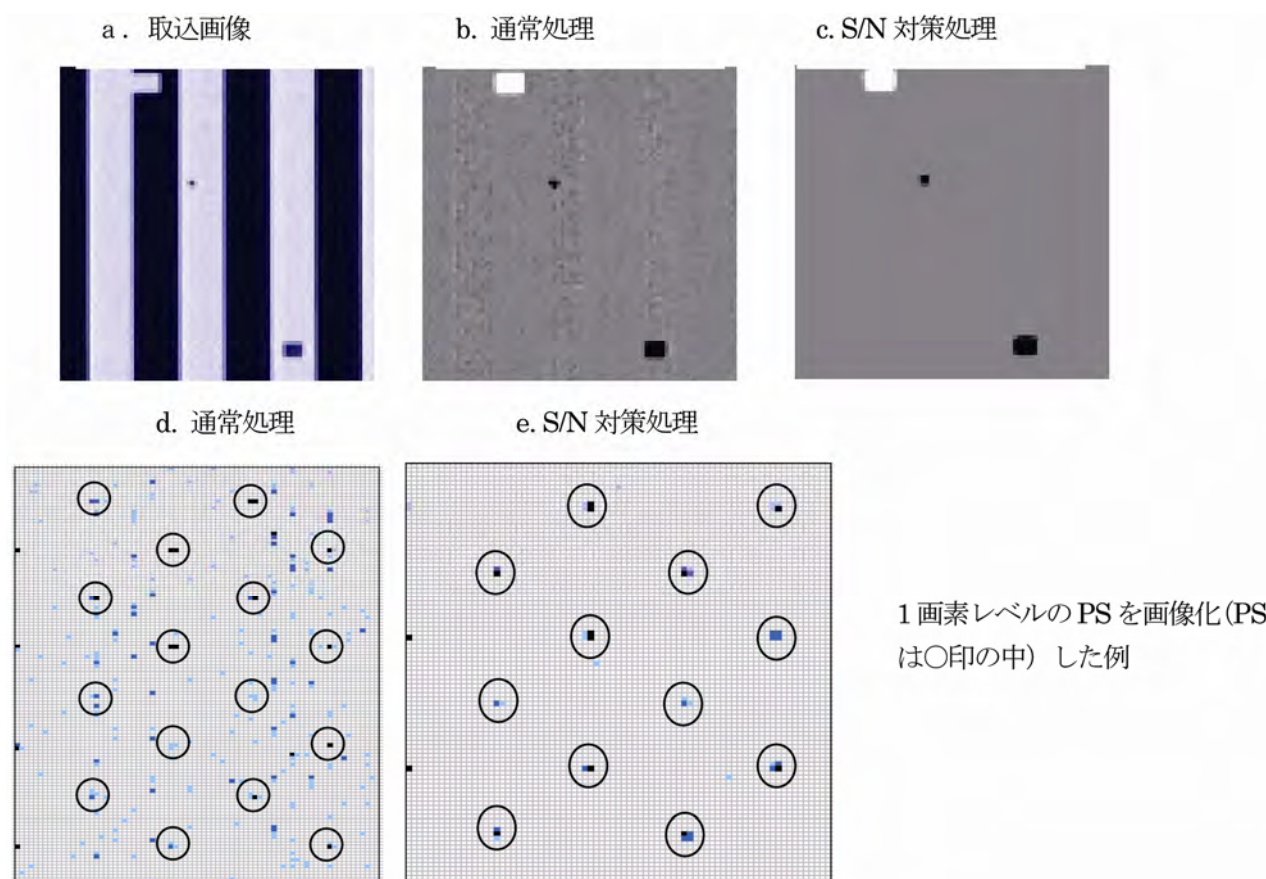 a． 取込画像
b. 通常処理
c. S/N 対策処理
d. 通常処理
e. S/N 対策処理
1 画素レベルの PS を画像化（PS
は○印の中）した例